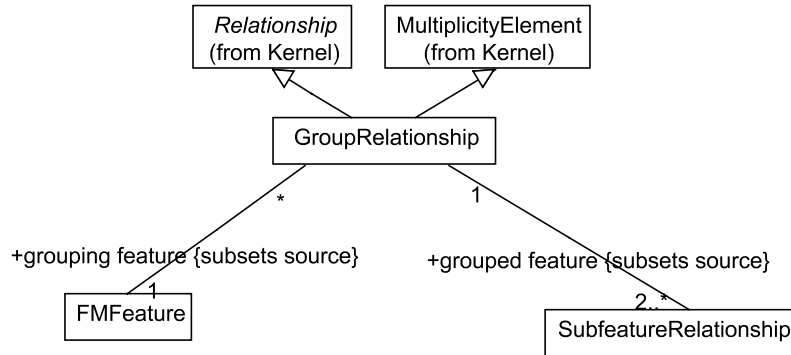 Relationship
(from Kernel)
MultiplicityElement
(from Kernel)
GroupRelationship
*
1
+grouping feature {subsets source}
+grouped feature {subsets source}
1
2..*
FMFeature
SubfeatureRelationship